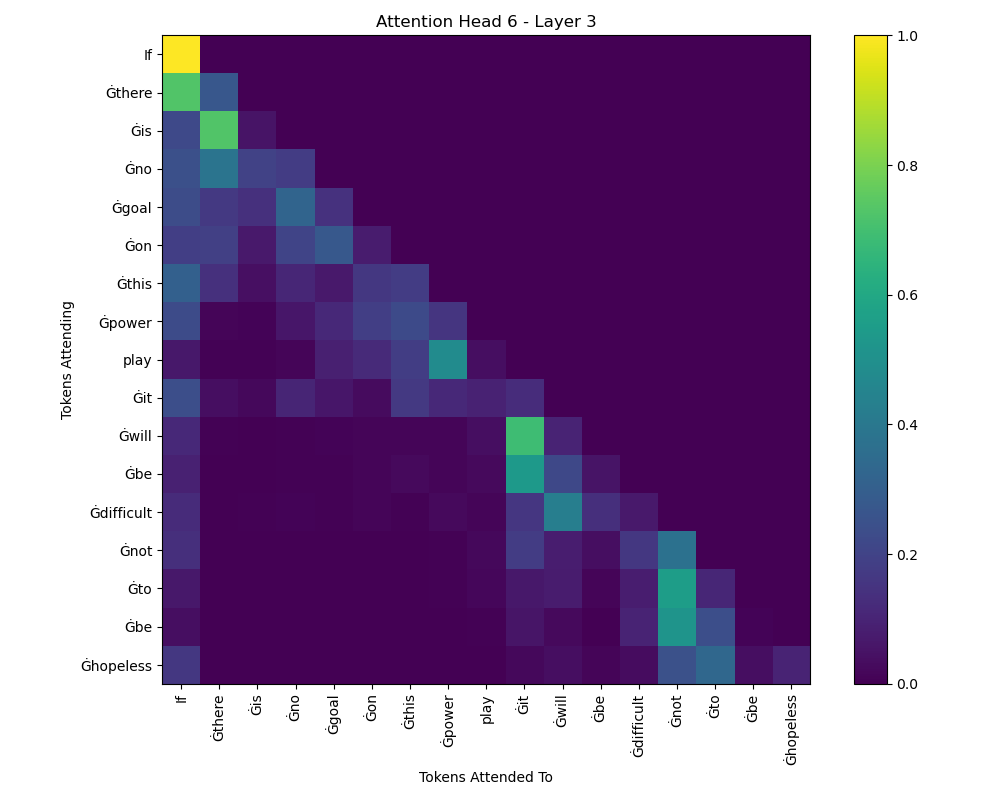 Attention Head 6 - Layer 3
Tokens Attending
If
Ġthere
Ġis
Ġno
Ġgoal
Ġon
Ġthis
Ġpower
play
Ġit
Ġwill
Ġbe
Ġdifficult
Ġnot
Ġto
Ġbe
Ġhopeless
If
Ġthere
Ġis
Ġno
Ġgoal
Ġon
Ġthis
Ġpower
play
Ġit
Ġwill
Ġbe
Ġdifficult
Ġnot
Ġto
Ġbe
Ġhopeless
Tokens Attended To
1.0
0.8
0.6
0.4
0.2
0.0